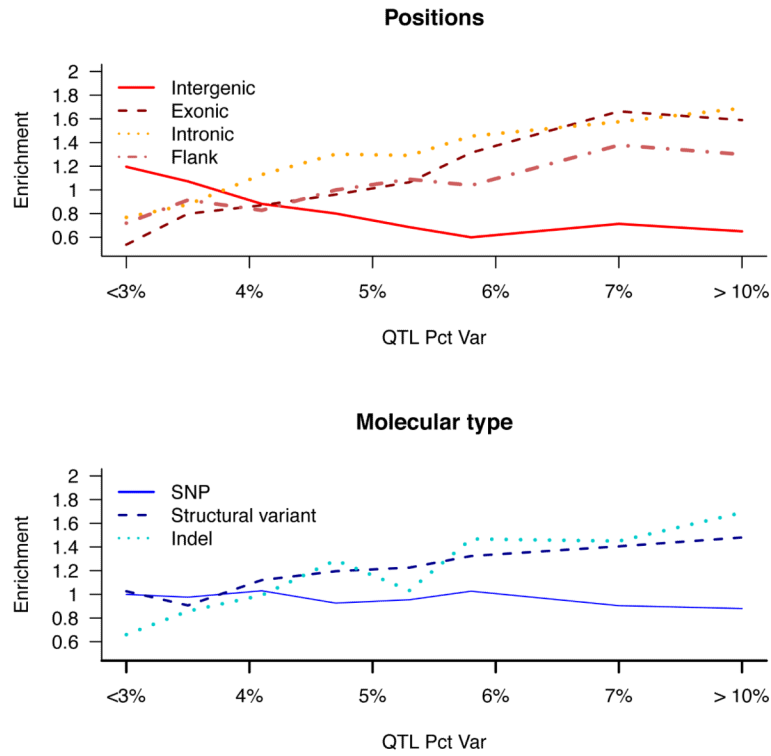 Positions
Enrichment
2
1.8
1.6
1.4
1.2
1
0.8
0.6
Intergenic
Exonic
Intronic
Flank
<3% 4% 5% 6% 7% > 10%
QTL Pct Var
Molecular type
Enrichment
2
1.8
1.6
1.4
1.2
1
0.8
0.6
SNP
Structural variant
Indel
<3% 4% 5% 6% 7% > 10%
QTL Pct Var